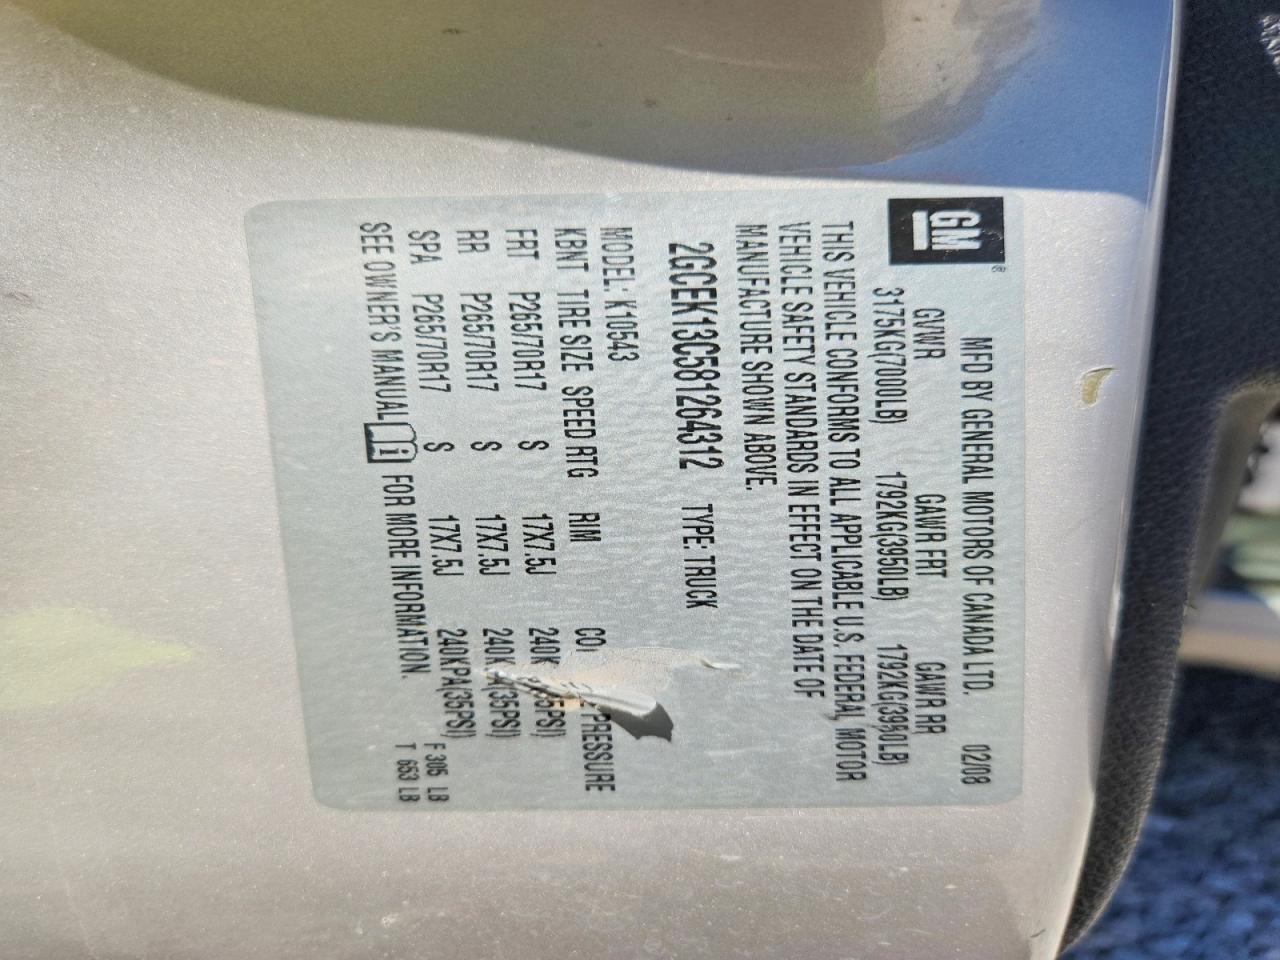 GM®
MFD BY GENERAL MOTORS OF CANADA LTD. 02/08
GVWR GAWR FRT GAWR RR
3175KG(7000LB) 1792KG(3950LB) 1792KG(3950LB)
THIS VEHICLE CONFORMS TO ALL APPLICABLE U.S. FEDERAL MOTOR
VEHICLE SAFETY STANDARDS IN EFFECT ON THE DATE OF
MANUFACTURE SHOWN ABOVE.
2GCEK13C581264312 TYPE: TRUCK
MODEL: K10543
KBNT TIRE SIZE SPEED RTG RIM PRESSURE
FRT P265/70R17 S 17X7.5J 240K 5PSI)
RR P265/70R17 S 17X7.5J 240KPA(35PSI)
SPA P265/70R17 S 17X7.5J 240KPA(35PSI)
SEE OWNER'S MANUAL i FOR MORE INFORMATION.
F 305 LB
T 653 LB